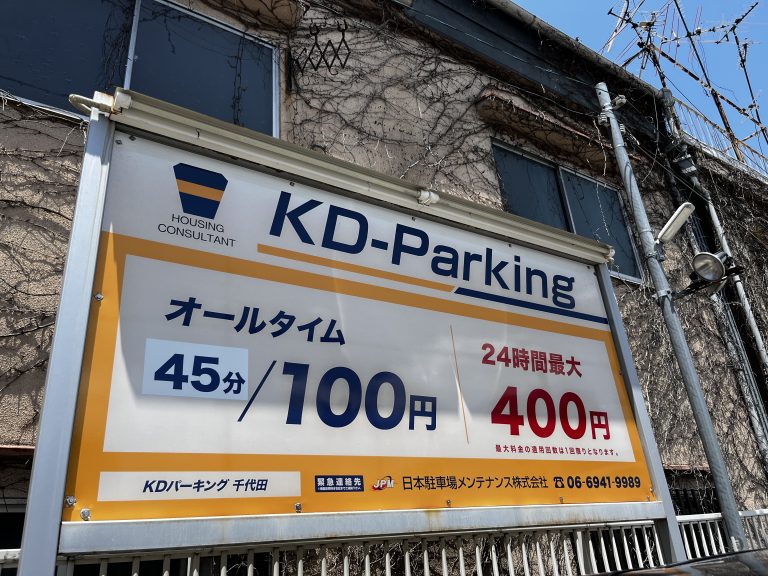 HOUSING
CONSULTANT
KD-Parking
オールタイム
45分/100円
24時間最大
400円
最大料金の適用回数は1回限りとなります。
KDパーキング 千代田
緊急連絡先
JPM
日本駐車場メンテナンス株式会社 ☎06-6941-9989